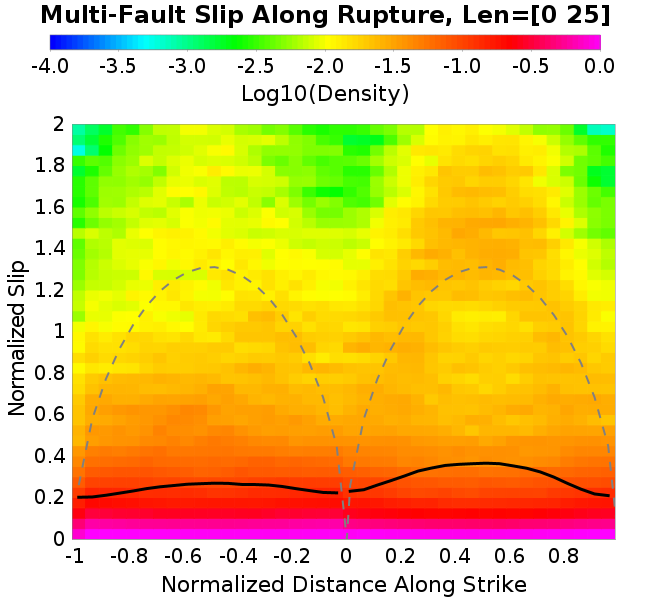 Multi-Fault Slip Along Rupture, Len=[0 25]
-4.0 -3.5 -3.0 -2.5 -2.0 -1.5 -1.0 -0.5 0.0
Log10(Density)
2
1.8
1.6
1.4
1.2
1
0.8
0.6
0.4
0.2
0
Normalized Slip
-1 -0.8 -0.6 -0.4 -0.2 0 0.2 0.4 0.6 0.8
Normalized Distance Along Strike